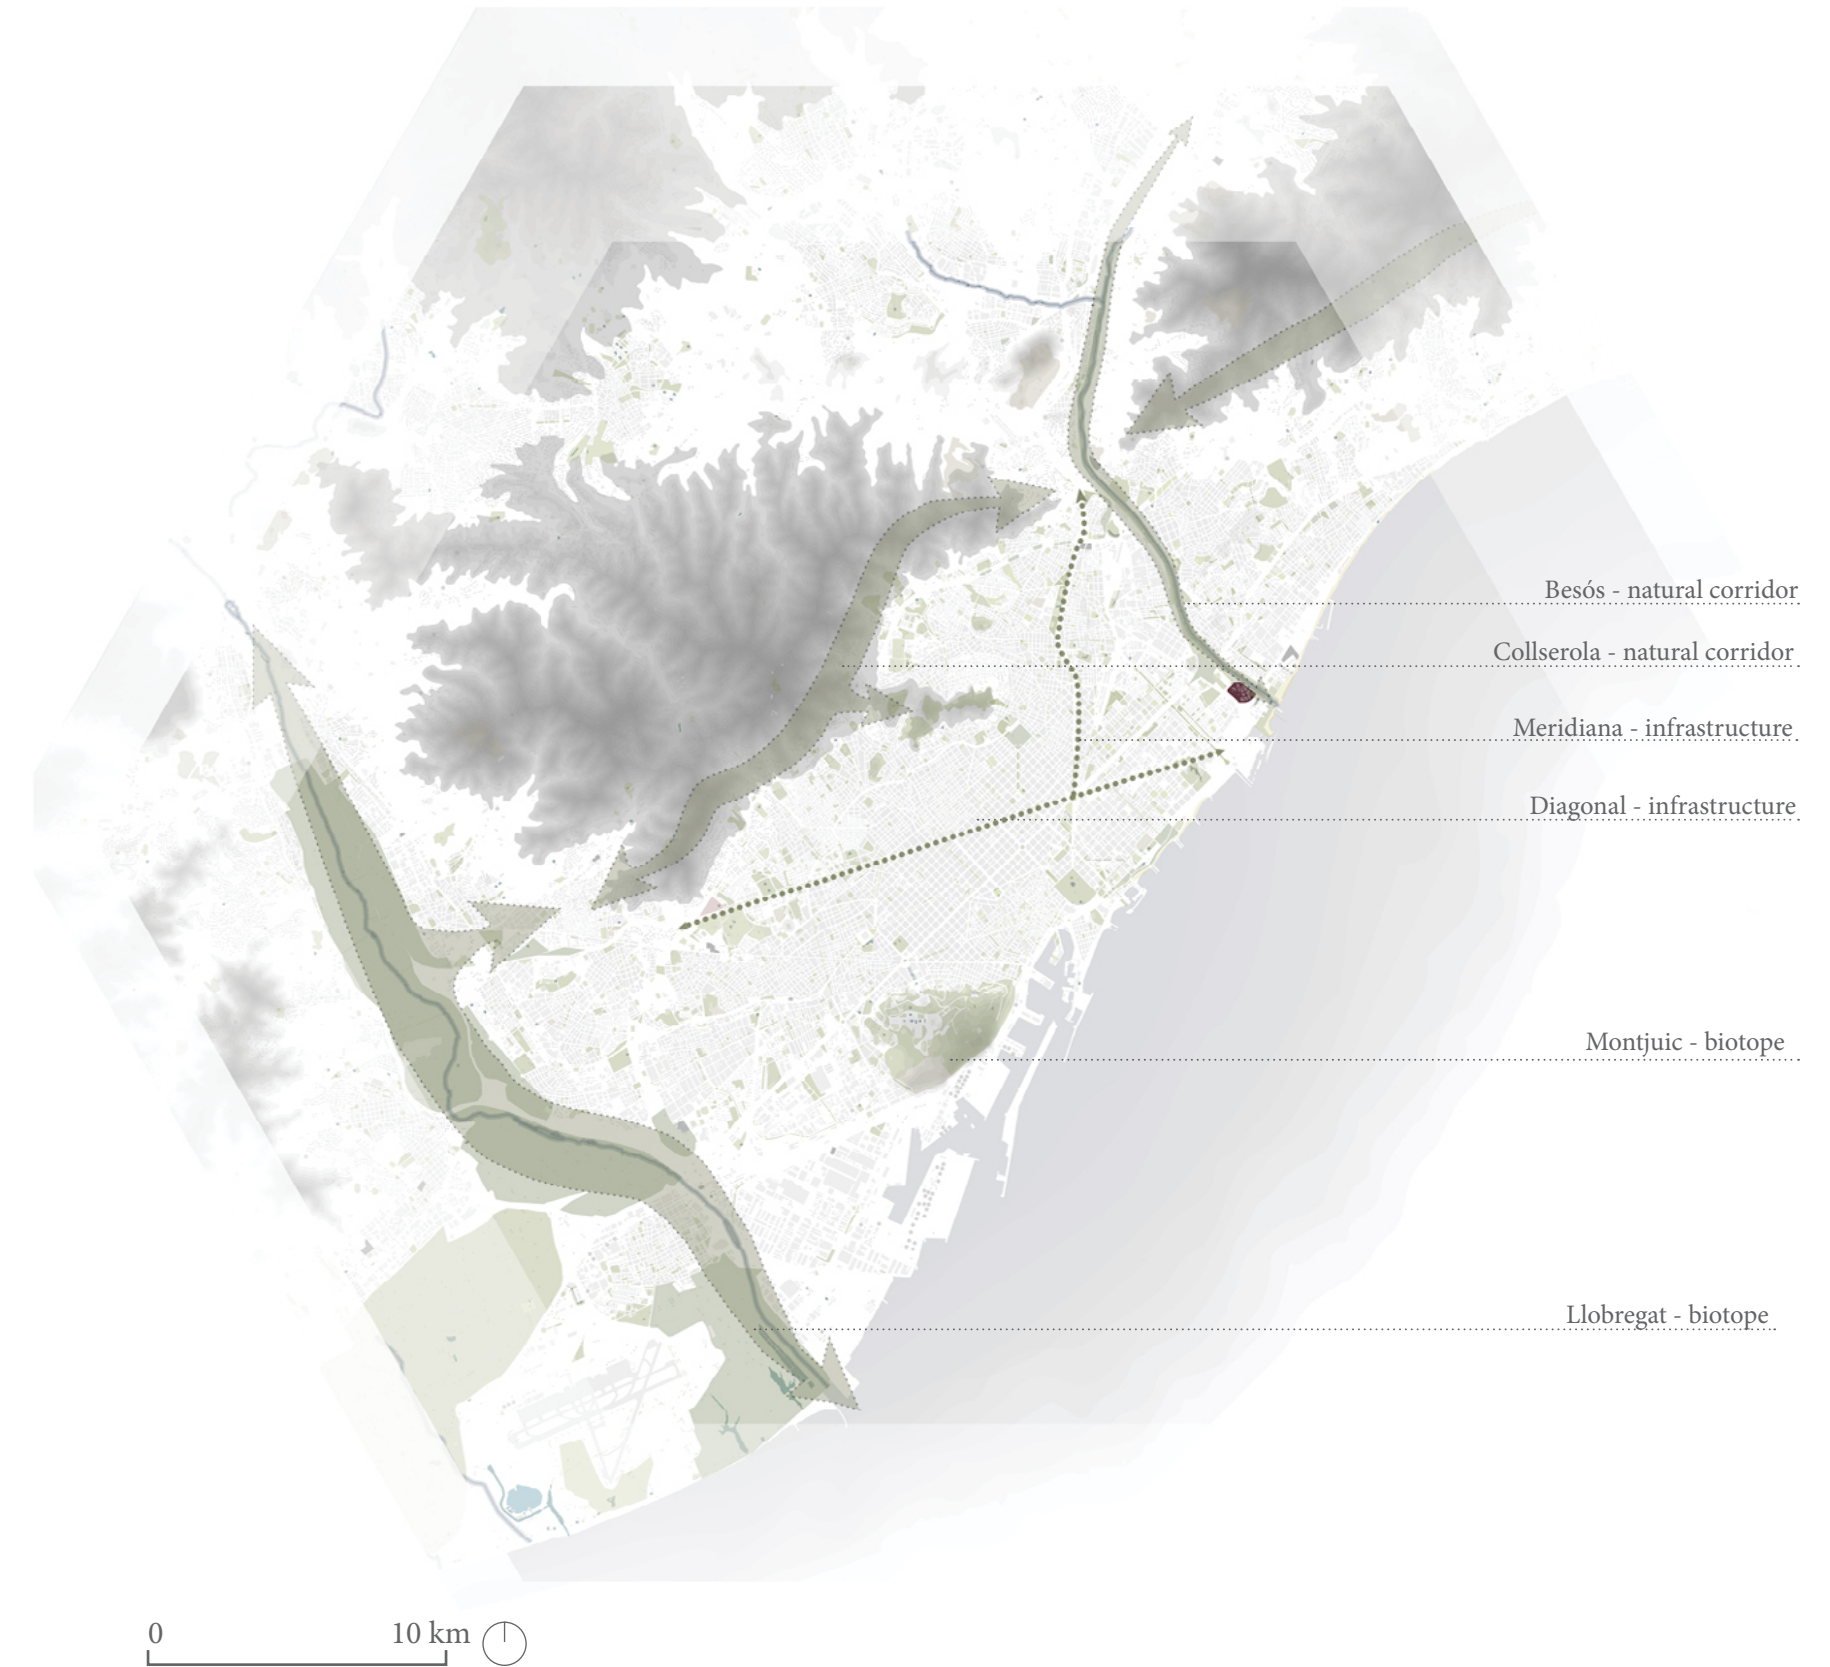 Besós - natural corridor
Collserola - natural corridor
Meridiana - infrastructure
Diagonal - infrastructure
Montjuic - biotope
Llobregat - biotope
0 10 km